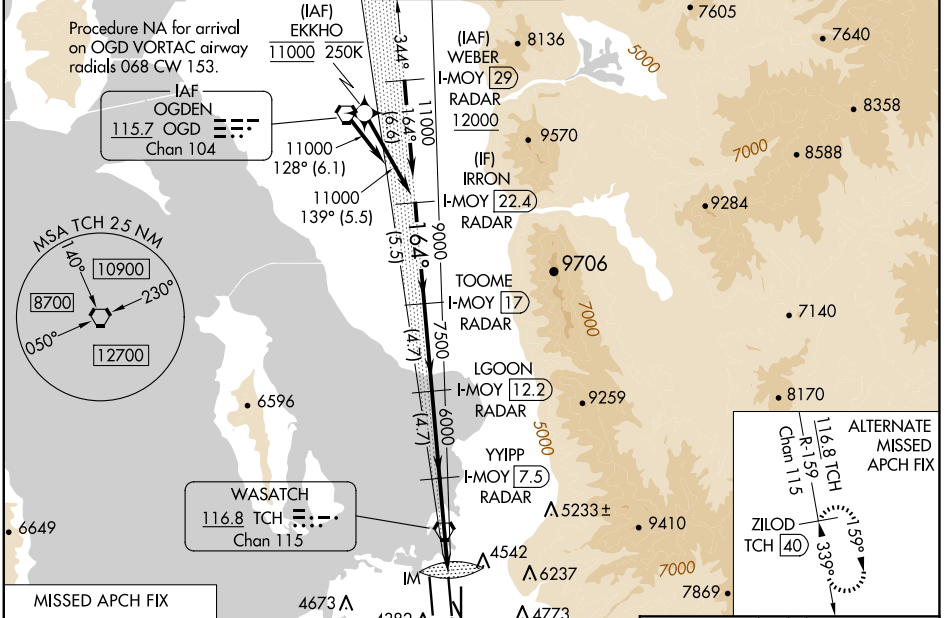 Procedure NA for arrival
on OGD VORTAC airway
radials 068 CW 153.
(IAF)
EKKHO
11000 250K
IAF
OGDEN
115.7 OGD
Chan 104
11000
128° (6.1)
11000
139° (5.5)
344°
164°
(6.6)
11000
(IAF)
WEBER
I-MOY 29
RADAR
12000
(IF)
IRRON
I-MOY 22.4
RADAR
164°
(5.5)
9000
TOOME
I-MOY 17
RADAR
(4.7)
7500
LGOON
I-MOY 12.2
RADAR
(4.7)
6000
YYIPP
I-MOY 7.5
RADAR
MSA TCH 25 NM
140°
10900
8700
230°
050°
12700
WASATCH
116.8 TCH
Chan 115
IM
7605
7640
8136
5000
8358
9570
7000
8588
9284
9706
7000
7140
6596
9259
8170
5000
6649
5233±
9410
4542
6237
7000
7869
4673
4773
MISSED APCH FIX
ALTERNATE
MISSED
APCH FIX
116.8 TCH
R-159
Chan 115
ZILOD
TCH 40
159°
339°